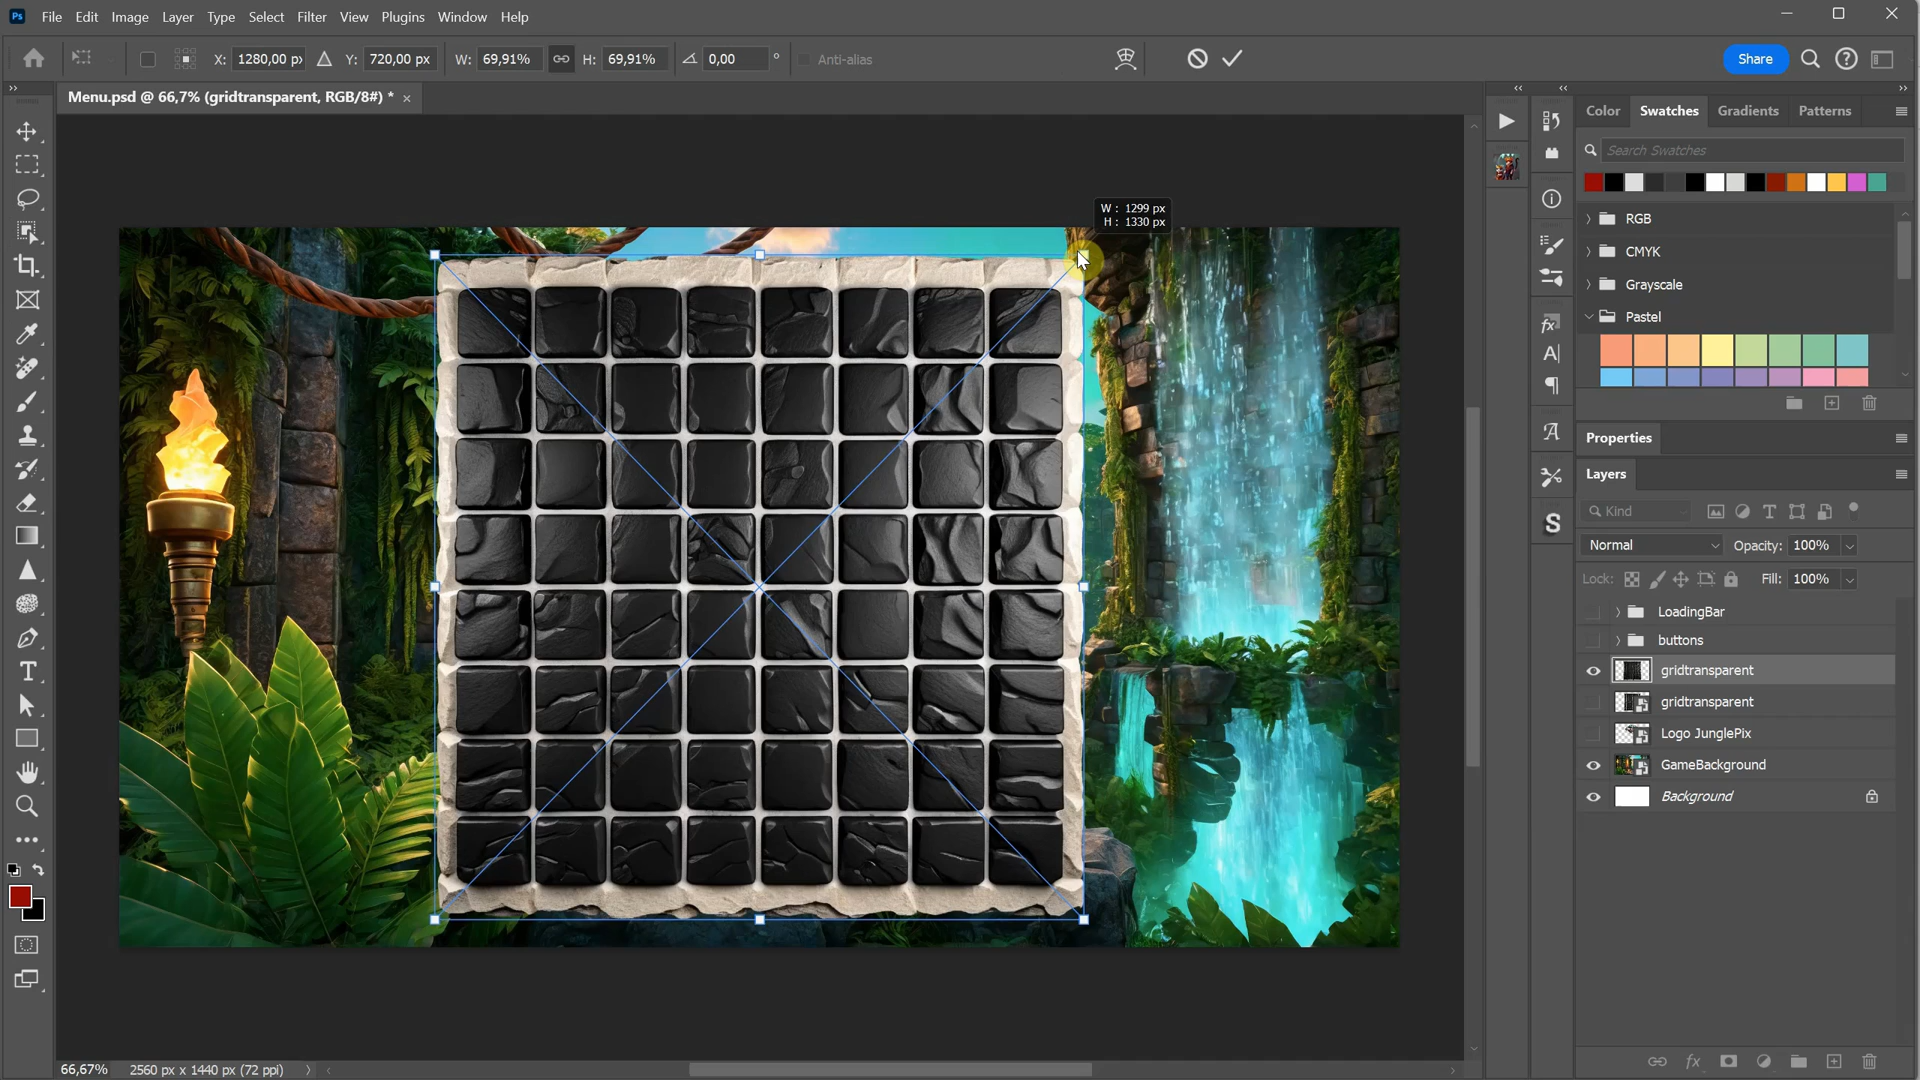 Ps File Edit Image Layer Type Select Filter View Plugins Window Help
X: 1280,00 px Y: 720,00 px W: 69,91% H: 69,91% 0,00 ° Anti-alias Share
Menu.psd @ 66,7% (gridtransparent, RGB/8#) * ×
Color Swatches Gradients Patterns
Search Swatches
W : 1299 px
H : 1330 px
RGB
CMYK
Grayscale
Pastel
Properties
Layers
Kind
Normal Opacity: 100%
Lock: Fill: 100%
LoadingBar
buttons
gridtransparent
gridtransparent
Logo JunglePix
GameBackground
Background
66,67% 2560 px x 1440 px (72 ppi)